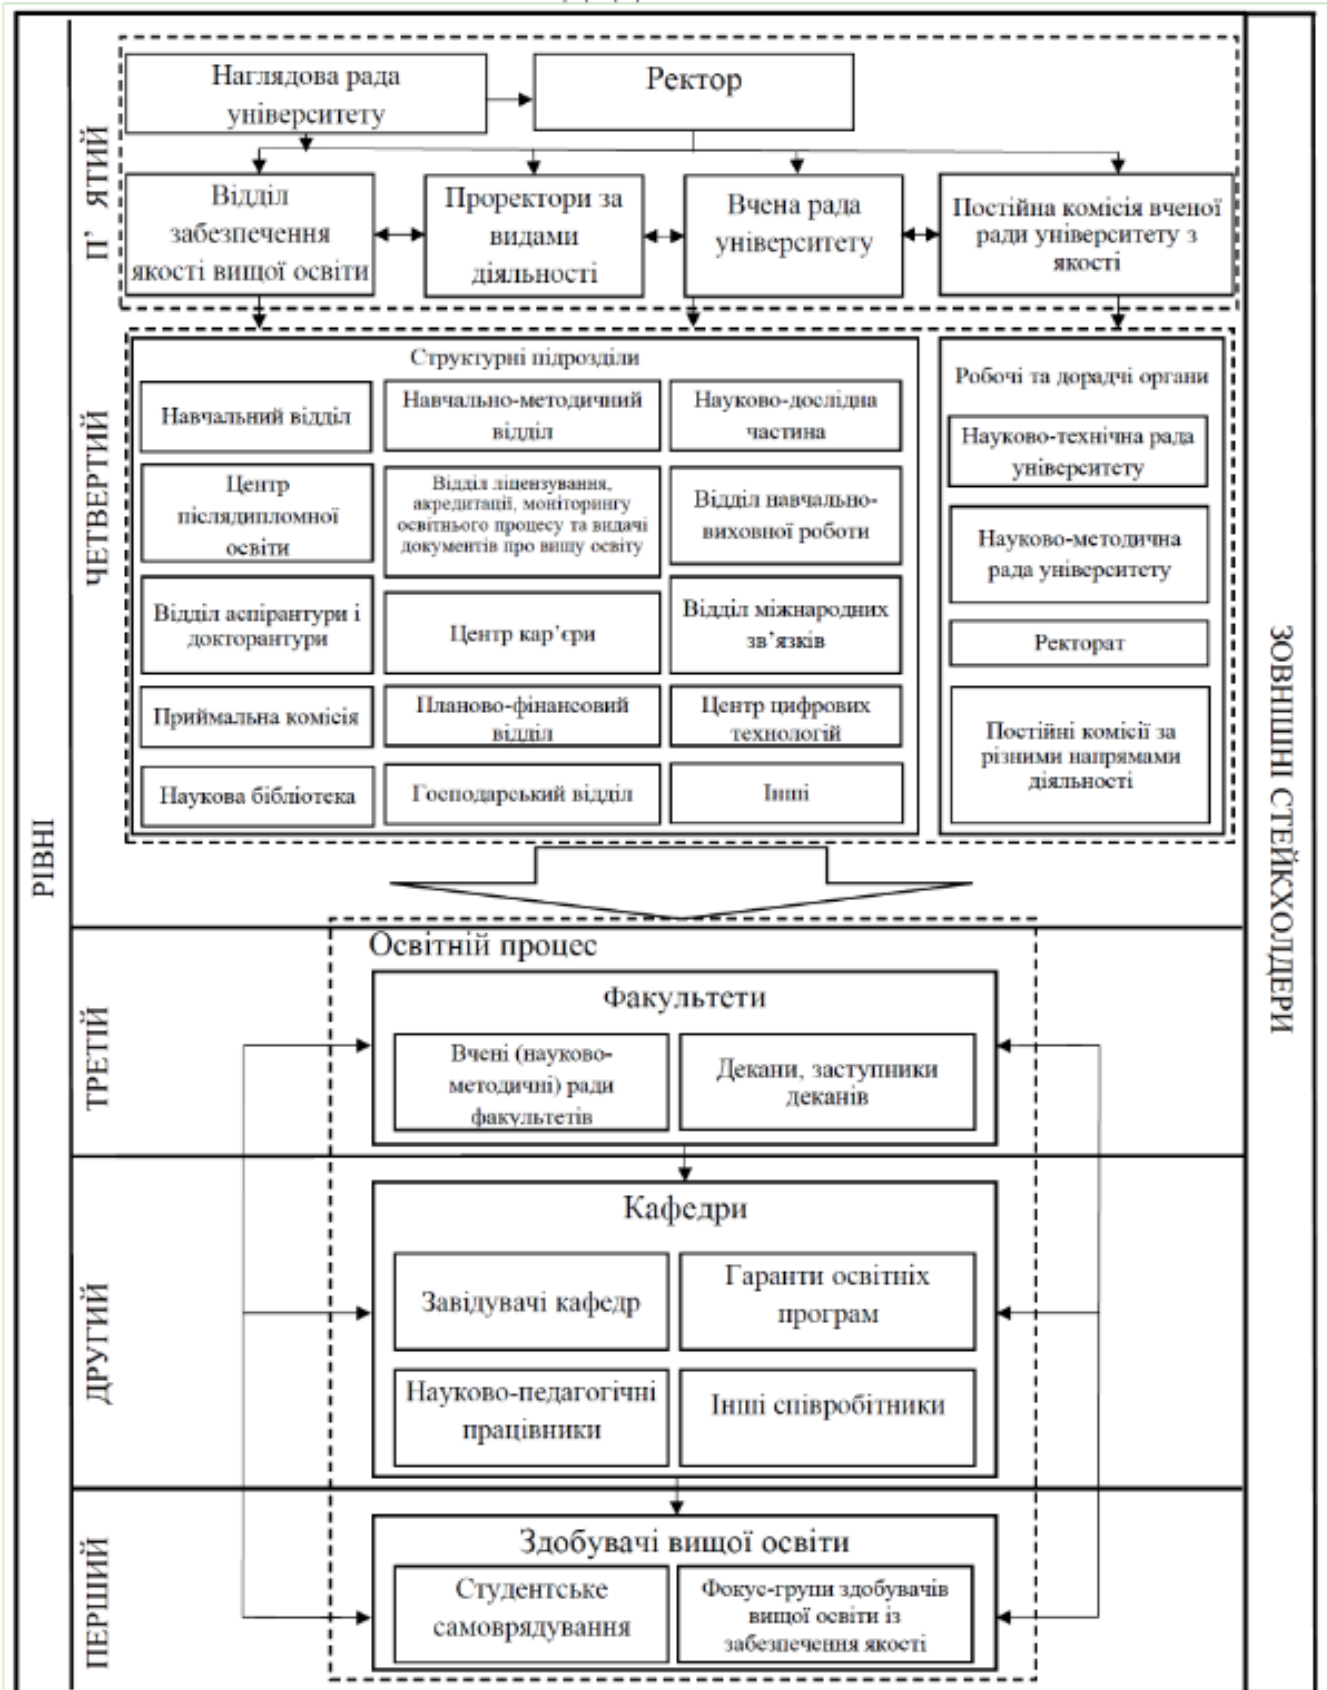 РІВНІ
П’ЯТИЙ
Наглядова рада
університету
Ректор
Відділ
забезпечення
якості вищої освіти
Проректори за
видами
діяльності
Вчена рада
університету
Постійна комісія вченої
ради університету з
якості
ЧЕТВЕРТИЙ
Структурні підрозділи
Навчальний відділ
Навчально-методичний
відділ
Науково-дослідна
частина
Центр
післядипломної
освіти
Відділ ліцензування,
акредитації, моніторингу
освітнього процесу та видачі
документів про вищу освіту
Відділ навчально-
виховної роботи
Відділ аспірантури і
докторантури
Центр кар’єри
Відділ міжнародних
зв’язків
Приймальна комісія
Планово-фінансовий
відділ
Центр цифрових
технологій
Наукова бібліотека
Господарський відділ
Інші
Робочі та дорадчі органи
Науково-технічна рада
університету
Науково-методична
рада університету
Ректорат
Постійні комісії за
різними напрямами
діяльності
ТРЕТІЙ
Освітній процес
Факультети
Вчені (науково-
методичні) ради
факультетів
Декани, заступники
деканів
ДРУГИЙ
Кафедри
Завідувачі кафедр
Гаранти освітніх
програм
Науково-педагогічні
працівники
Інші співробітники
ПЕРШИЙ
Здобувачі вищої освіти
Студентське
самоврядування
Фокус-групи здобувачів
вищої освіти із
забезпечення якості
ЗОВНІШНІ СТЕЙКХОЛДЕРИ